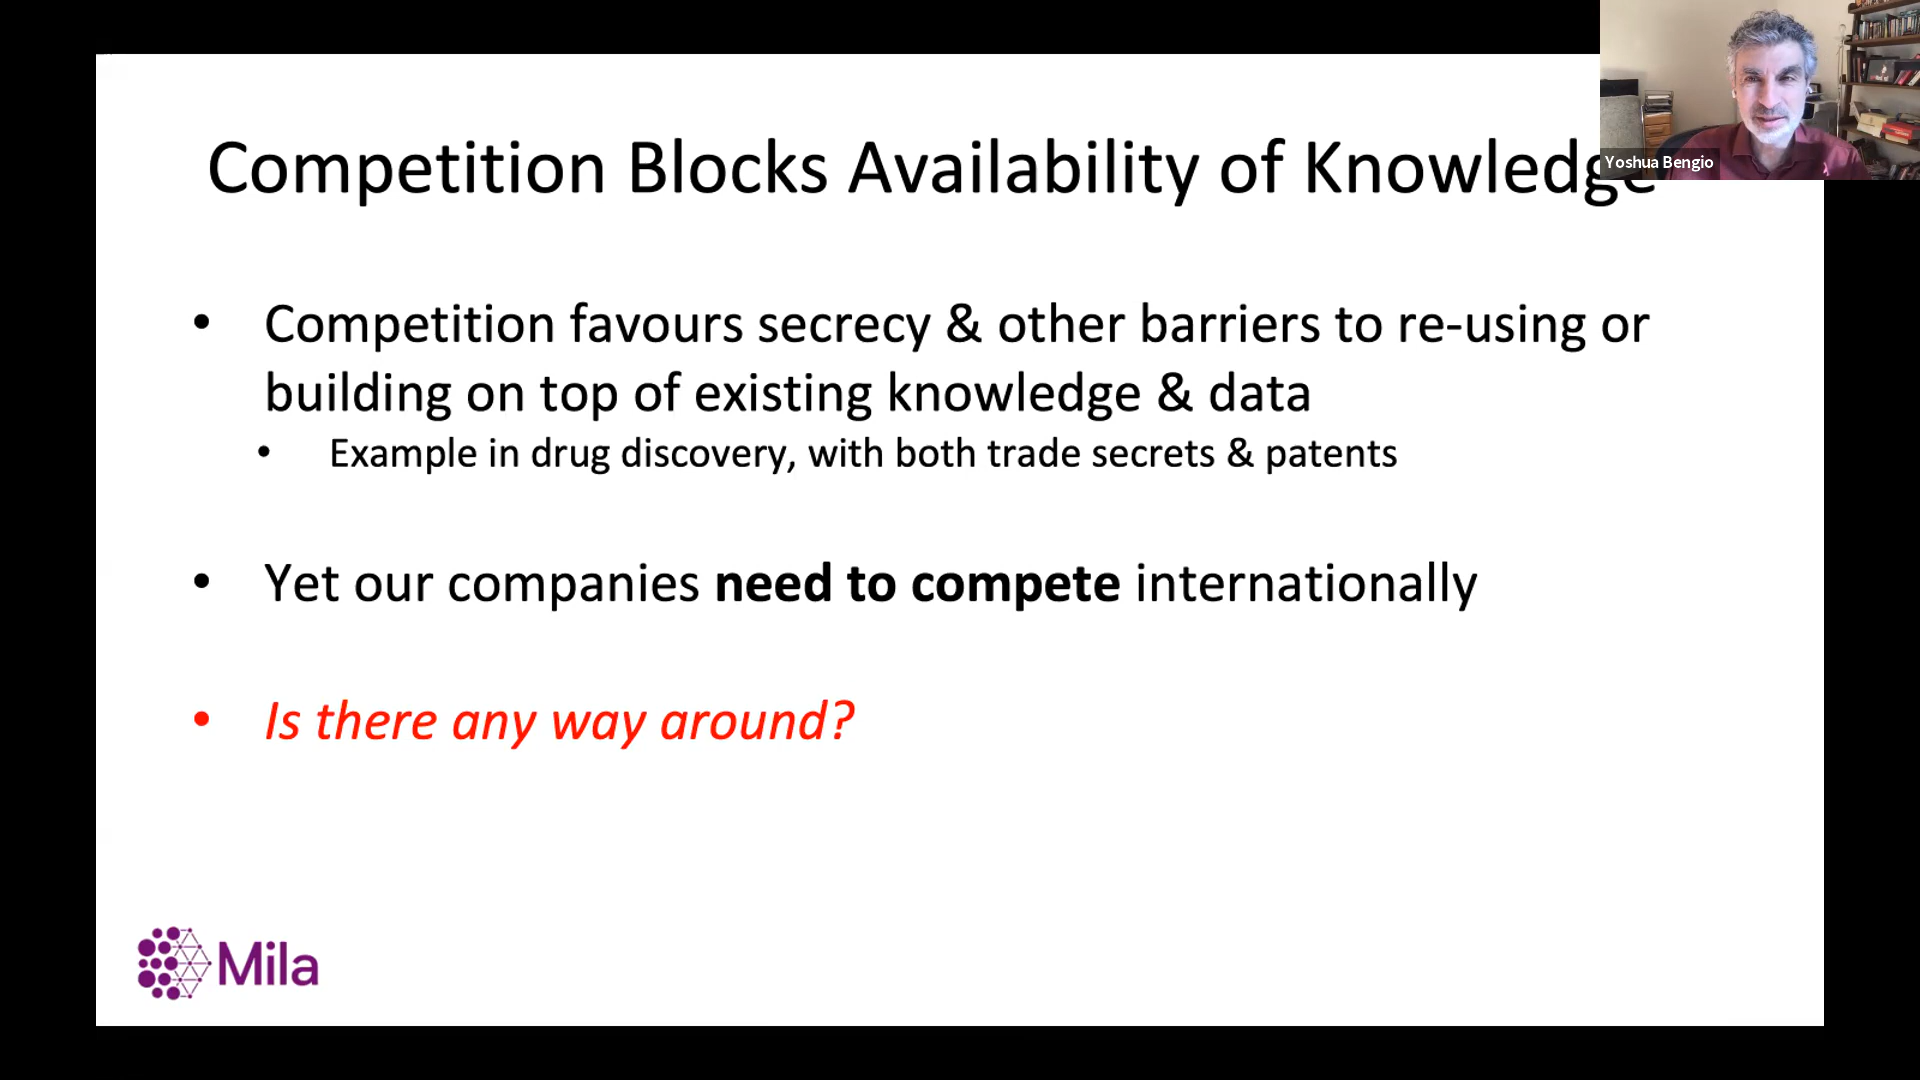 Competition Blocks Availability of Knowledge
Yoshua Bengio
• Competition favours secrecy & other barriers to re-using or
building on top of existing knowledge & data
• Example in drug discovery, with both trade secrets & patents
• Yet our companies need to compete internationally
• Is there any way around?
Mila